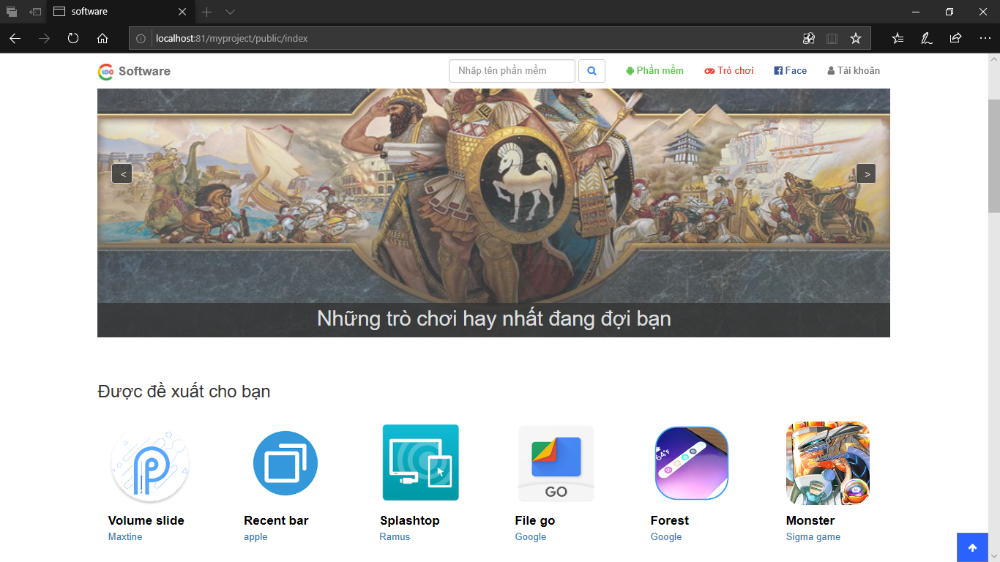 software
localhost:81/myproject/public/index
LDO Software
Nhập tên phần mềm
Phần mềm
Trò chơi
Face
Tài khoản
<
>
Những trò chơi hay nhất đang đợi bạn
Được đề xuất cho bạn
GO
64°F
Volume slide
Recent bar
Splashtop
File go
Forest
Monster
Maxtine
apple
Ramus
Google
Google
Sigma game